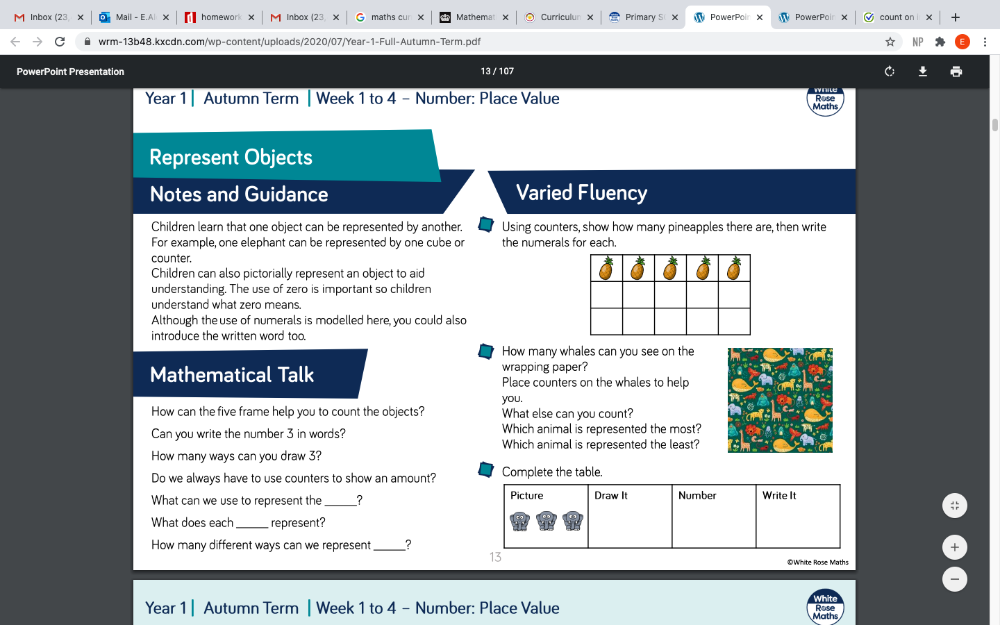 Inbox (23,
Mail – E.Al
homework
Inbox (23,
maths cur
Mathemat
Curriculun
Primary S
PowerPoin
PowerPoin
count on i
wrm-13b48.kxcdn.com/wp-content/uploads/2020/07/Year-1-Full-Autumn-Term.pdf
NP
E
PowerPoint Presentation
13 / 107
Year 1 | Autumn Term | Week 1 to 4 – Number: Place Value
White
Rose
Maths
Represent Objects
Notes and Guidance
Children learn that one object can be represented by another.
For example, one elephant can be represented by one cube or
counter.
Children can also pictorially represent an object to aid
understanding. The use of zero is important so children
understand what zero means.
Although the use of numerals is modelled here, you could also
introduce the written word too.
Mathematical Talk
How can the five frame help you to count the objects?
Can you write the number 3 in words?
How many ways can you draw 3?
Do we always have to use counters to show an amount?
What can we use to represent the _____?
What does each _____ represent?
How many different ways can we represent _____?
Varied Fluency
Using counters, show how many pineapples there are, then write
the numerals for each.
How many whales can you see on the
wrapping paper?
Place counters on the whales to help
you.
What else can you count?
Which animal is represented the most?
Which animal is represented the least?
Complete the table.
Picture
Draw It
Number
Write It
13
©White Rose Maths
Year 1 | Autumn Term | Week 1 to 4 – Number: Place Value
White
Rose
Maths